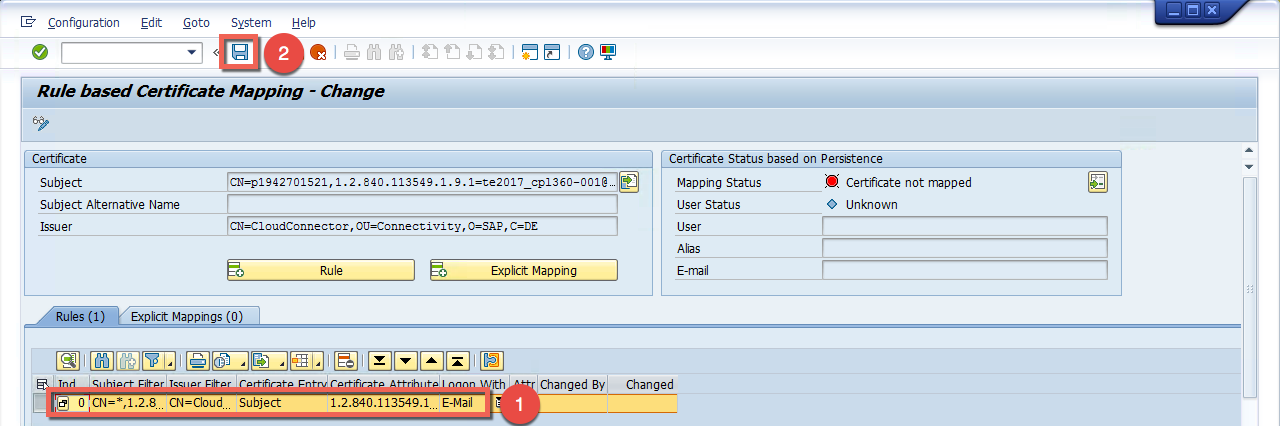 Configuration Edit Goto System Help
2
Rule based Certificate Mapping - Change
Certificate
Subject CN=p1942701521,1.2.840.113549.1.9.1=te2017_cpl360-001@…
Subject Alternative Name
Issuer CN=CloudConnector,OU=Connectivity,O=SAP,C=DE
Rule Explicit Mapping
Certificate Status based on Persistence
Mapping Status Certificate not mapped
User Status Unknown
User
Alias
E-mail
Rules (1) Explicit Mappings (0)
Ind. Subject Filter Issuer Filter Certificate Entry Certificate Attribute Logon With Attr Changed By Changed
0 CN=*,1.2.8... CN=Cloud... Subject 1.2.840.113549.1... E-Mail
1